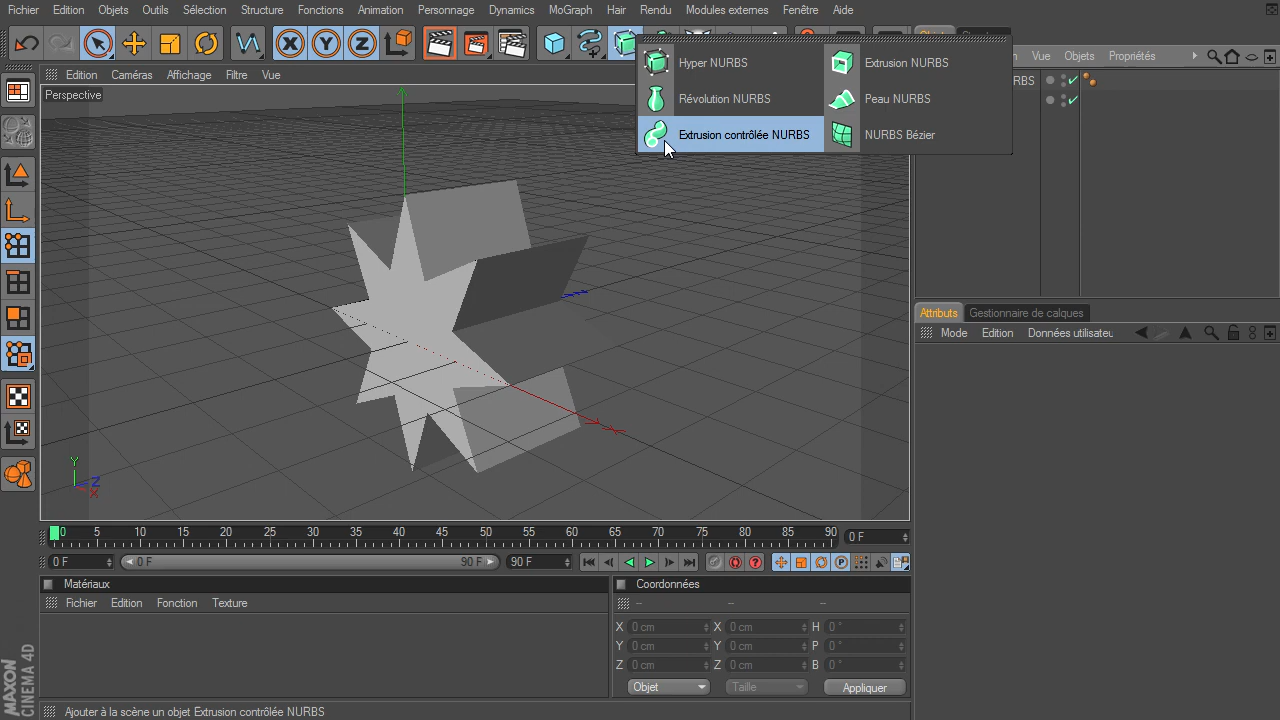 Fichier Edition Objets Outils Sélection Structure Fonctions Animation Personnage Dynamics MoGraph Hair Rendu Modules externes Fenêtre Aide
Edition Caméras Affichage Filtre Vue
Perspective
Hyper NURBS
Extrusion NURBS
Révolution NURBS
Peau NURBS
Extrusion contrôlée NURBS
NURBS Bézier
Vue Objets Propriétés
RBS
Attributs Gestionnaire de calques
Mode Edition Données utilisateu
Y
Z
X
0 5 10 15 20 25 30 35 40 45 50 55 60 65 70 75 80 85 90
0 F
0 F 0 F 90 F 90 F
Matériaux
Fichier Edition Fonction Texture
Coordonnées
-- -- --
X 0 cm X 0 cm H 0 °
Y 0 cm Y 0 cm P 0 °
Z 0 cm Z 0 cm B 0 °
Objet Taille Appliquer
MAXON
CINEMA 4D
Ajouter à la scène un objet Extrusion contrôlée NURBS